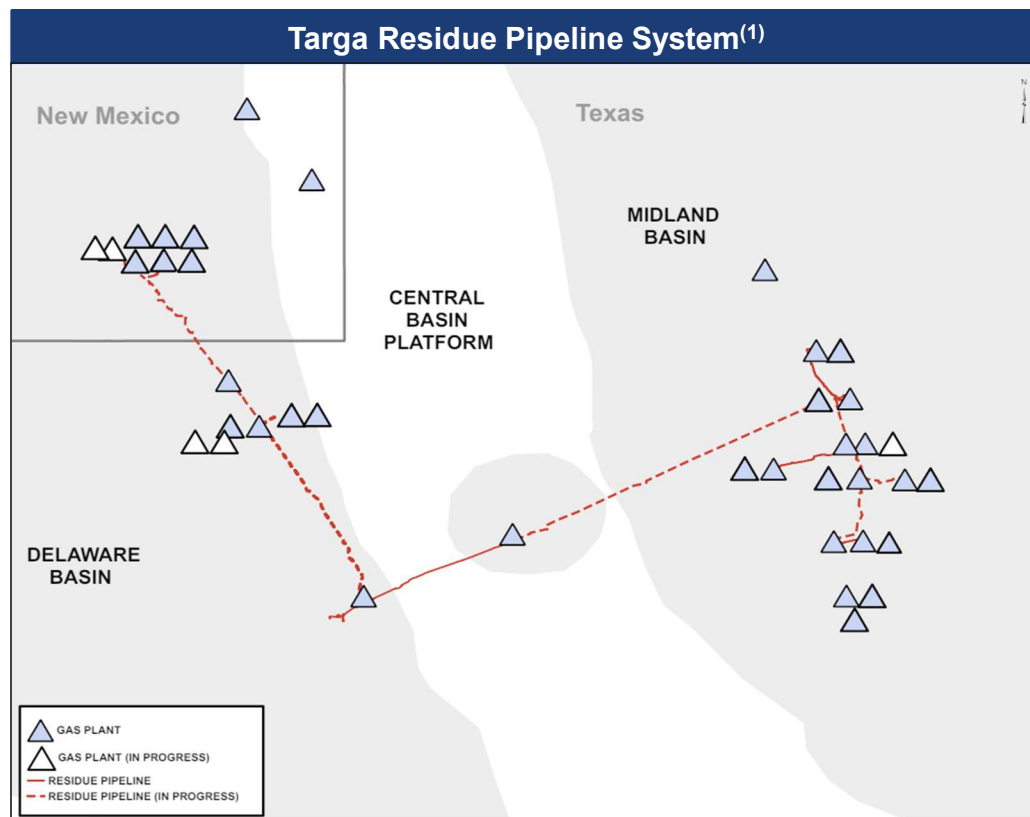 Targa Residue Pipeline System(1)
New Mexico
Texas
N
MIDLAND
BASIN
CENTRAL
BASIN
PLATFORM
DELAWARE
BASIN
GAS PLANT
GAS PLANT (IN PROGRESS)
RESIDUE PIPELINE
RESIDUE PIPELINE (IN PROGRESS)